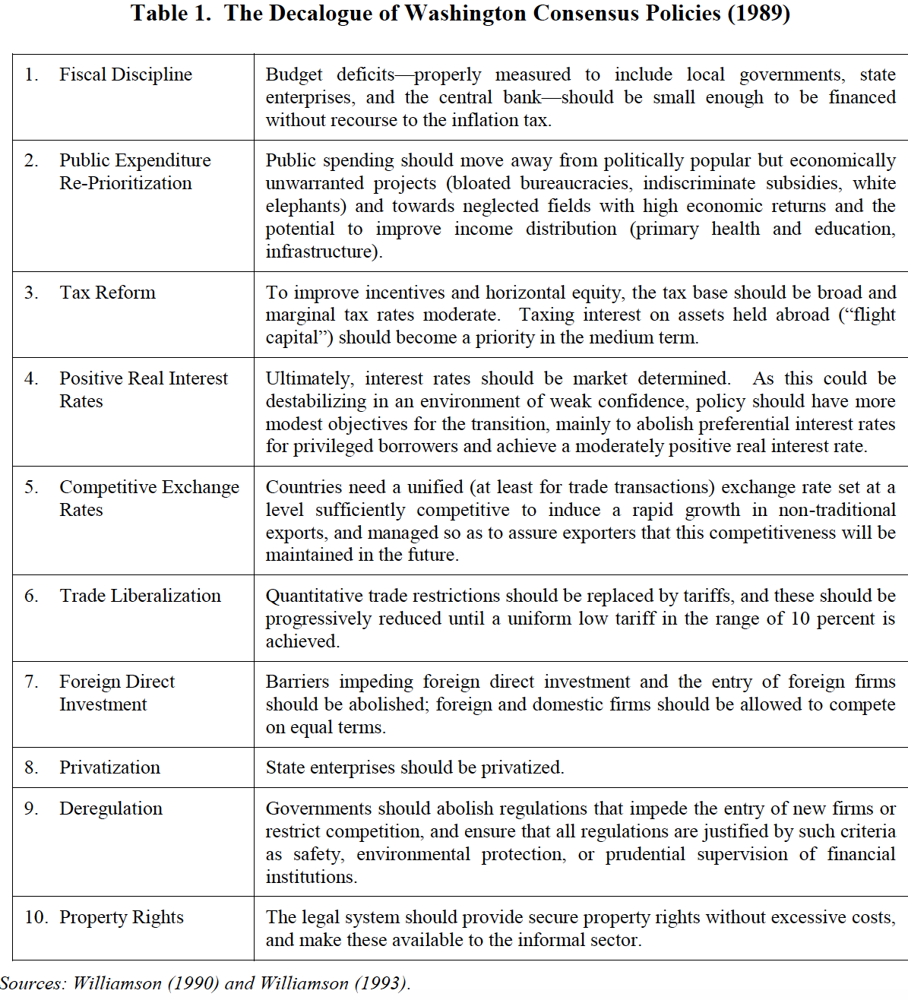 Table 1.  The Decalogue of Washington Consensus Policies (1989)
1. Fiscal Discipline
Budget deficits—properly measured to include local governments, state
enterprises, and the central bank—should be small enough to be financed
without recourse to the inflation tax.
2. Public Expenditure
Re-Prioritization
Public spending should move away from politically popular but economically
unwarranted projects (bloated bureaucracies, indiscriminate subsidies, white
elephants) and towards neglected fields with high economic returns and the
potential to improve income distribution (primary health and education,
infrastructure).
3. Tax Reform
To improve incentives and horizontal equity, the tax base should be broad and
marginal tax rates moderate.  Taxing interest on assets held abroad (“flight
capital”) should become a priority in the medium term.
4. Positive Real Interest
Rates
Ultimately, interest rates should be market determined.  As this could be
destabilizing in an environment of weak confidence, policy should have more
modest objectives for the transition, mainly to abolish preferential interest rates
for privileged borrowers and achieve a moderately positive real interest rate.
5. Competitive Exchange
Rates
Countries need a unified (at least for trade transactions) exchange rate set at a
level sufficiently competitive to induce a rapid growth in non-traditional
exports, and managed so as to assure exporters that this competitiveness will be
maintained in the future.
6. Trade Liberalization
Quantitative trade restrictions should be replaced by tariffs, and these should be
progressively reduced until a uniform low tariff in the range of 10 percent is
achieved.
7. Foreign Direct
Investment
Barriers impeding foreign direct investment and the entry of foreign firms
should be abolished; foreign and domestic firms should be allowed to compete
on equal terms.
8. Privatization
State enterprises should be privatized.
9. Deregulation
Governments should abolish regulations that impede the entry of new firms or
restrict competition, and ensure that all regulations are justified by such criteria
as safety, environmental protection, or prudential supervision of financial
institutions.
10. Property Rights
The legal system should provide secure property rights without excessive costs,
and make these available to the informal sector.
Sources: Williamson (1990) and Williamson (1993).